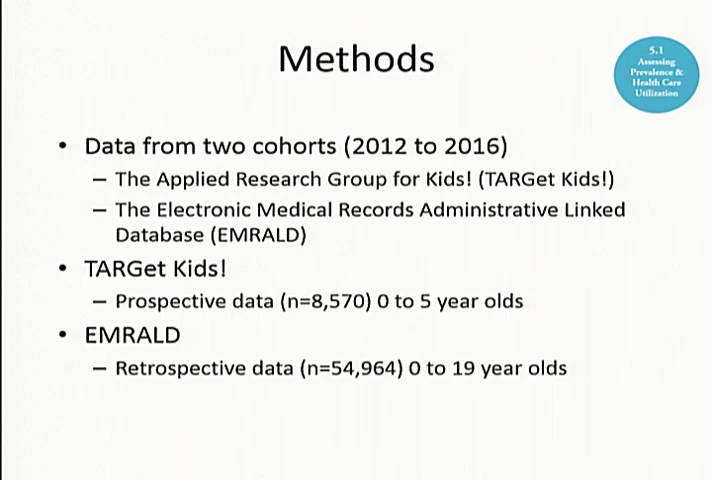 Methods
5.1
Assessing
Prevalence &
Health Care
Utilization
• Data from two cohorts (2012 to 2016)
– The Applied Research Group for Kids! (TARGet Kids!)
– The Electronic Medical Records Administrative Linked
Database (EMRALD)
• TARGet Kids!
– Prospective data (n=8,570) 0 to 5 year olds
• EMRALD
– Retrospective data (n=54,964) 0 to 19 year olds